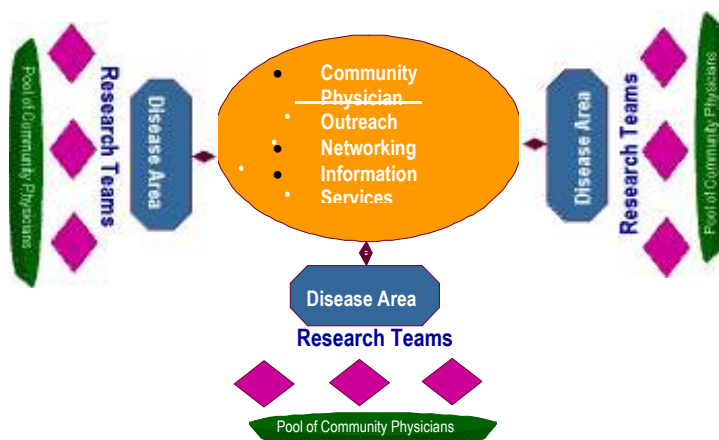 Pool of Community Physicians
Research Teams
Disease Area
• Community
Physician
Outreach
• Networking
• Information
Services
Disease Area
Research Teams
Pool of Community Physicians
Disease Area
Research Teams
Pool of Community Physicians